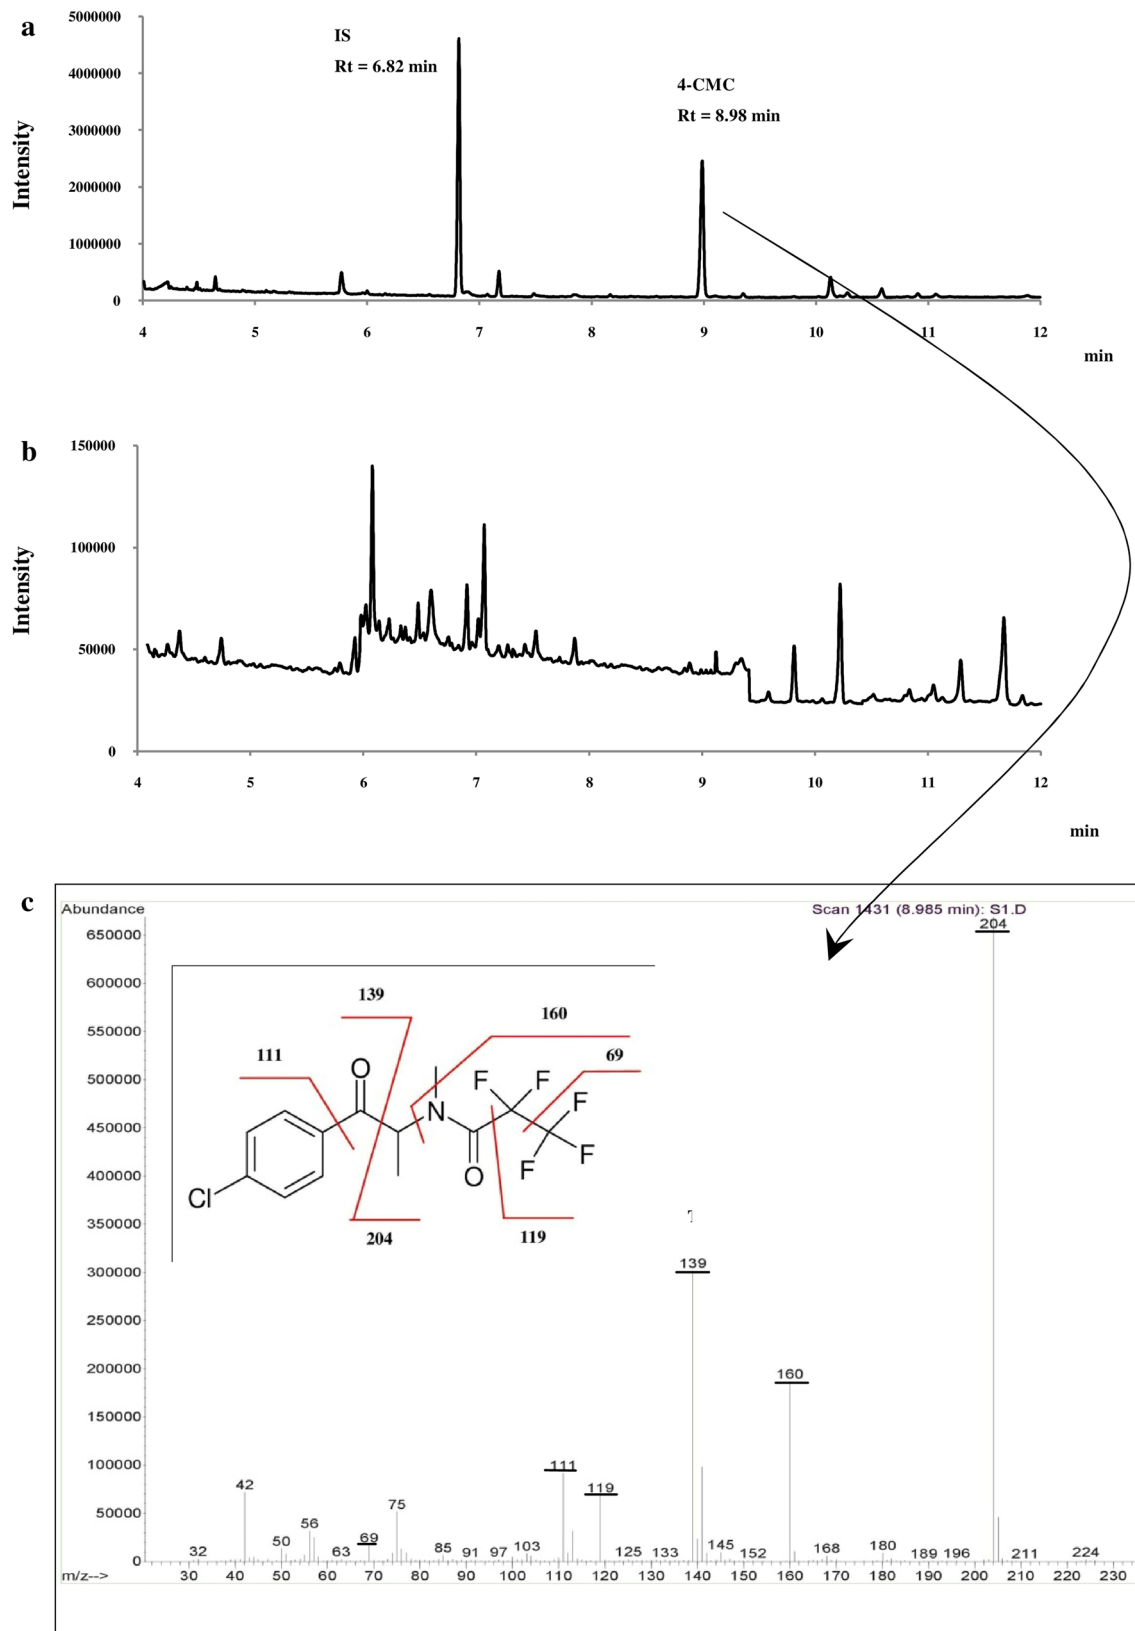 a
5000000
IS
Rt = 6.82 min
4000000
4-CMC
Rt = 8.98 min
3000000
Intensity
2000000
1000000
0
4 5 6 7 8 9 10 11 12
min
b
150000
100000
Intensity
50000
0
4 5 6 7 8 9 10 11 12
min
c
Abundance
Scan 1431 (8.985 min): S1.D
650000
204
600000
139
160
550000
111
69
500000
O
F F
F
450000
N
F
400000
O
F
Cl
350000
204
119
300000
139
250000
200000
160
150000
100000
111
119
42
75
50000
56
50
69
0
32 63 85 91 97 103 125 133 145 152 168 180 189 196 211 224
m/z-->
30 40 50 60 70 80 90 100 110 120 130 140 150 160 170 180 190 200 210 220 230